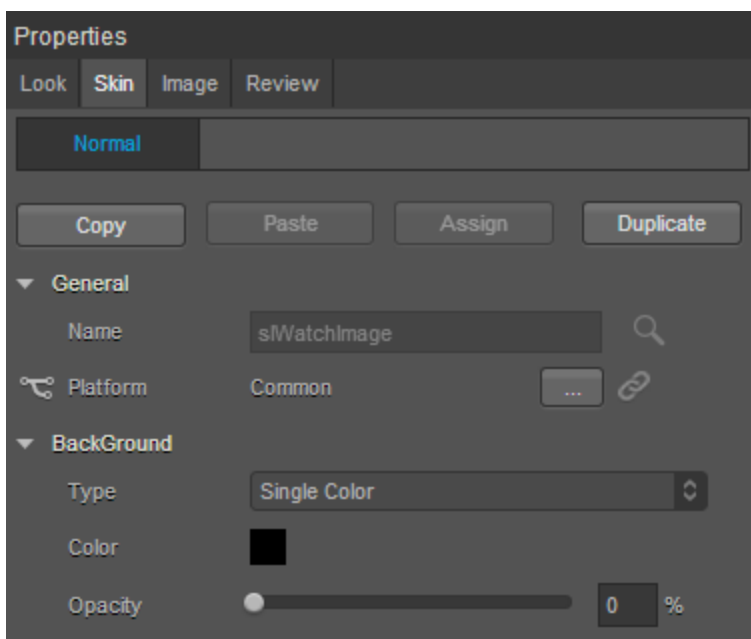 Properties
Look Skin Image Review
Normal
Copy Paste Assign Duplicate
General
Name slWatchImage
Platform Common ...
BackGround
Type Single Color
Color
Opacity 0 %